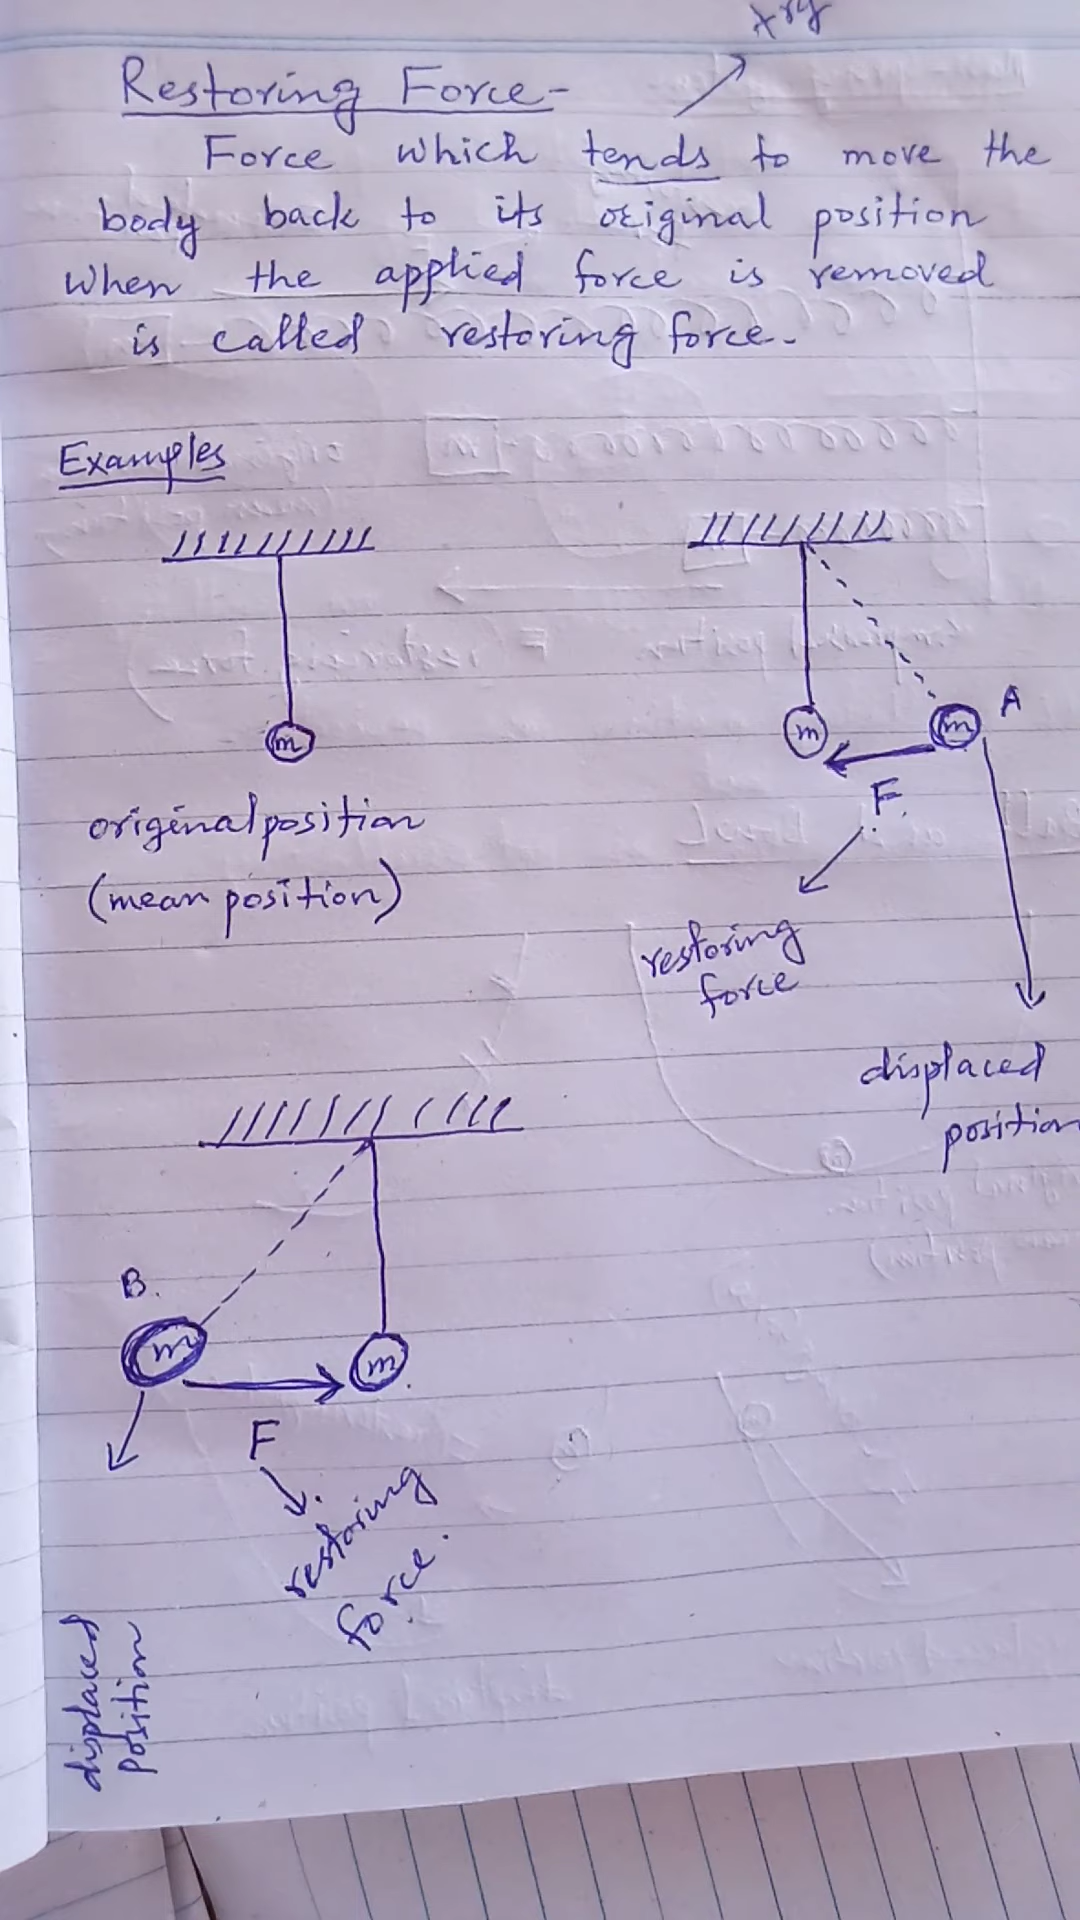 try
Restoring Force-
Force which tends to move the
body back to its original position
when the applied force is removed
is called restoring force.
Examples
m
original position
(mean position)
m
m
A
F.
restoring
force
displaced
position
B.
m
m
F
restoring
force.
displaced
position